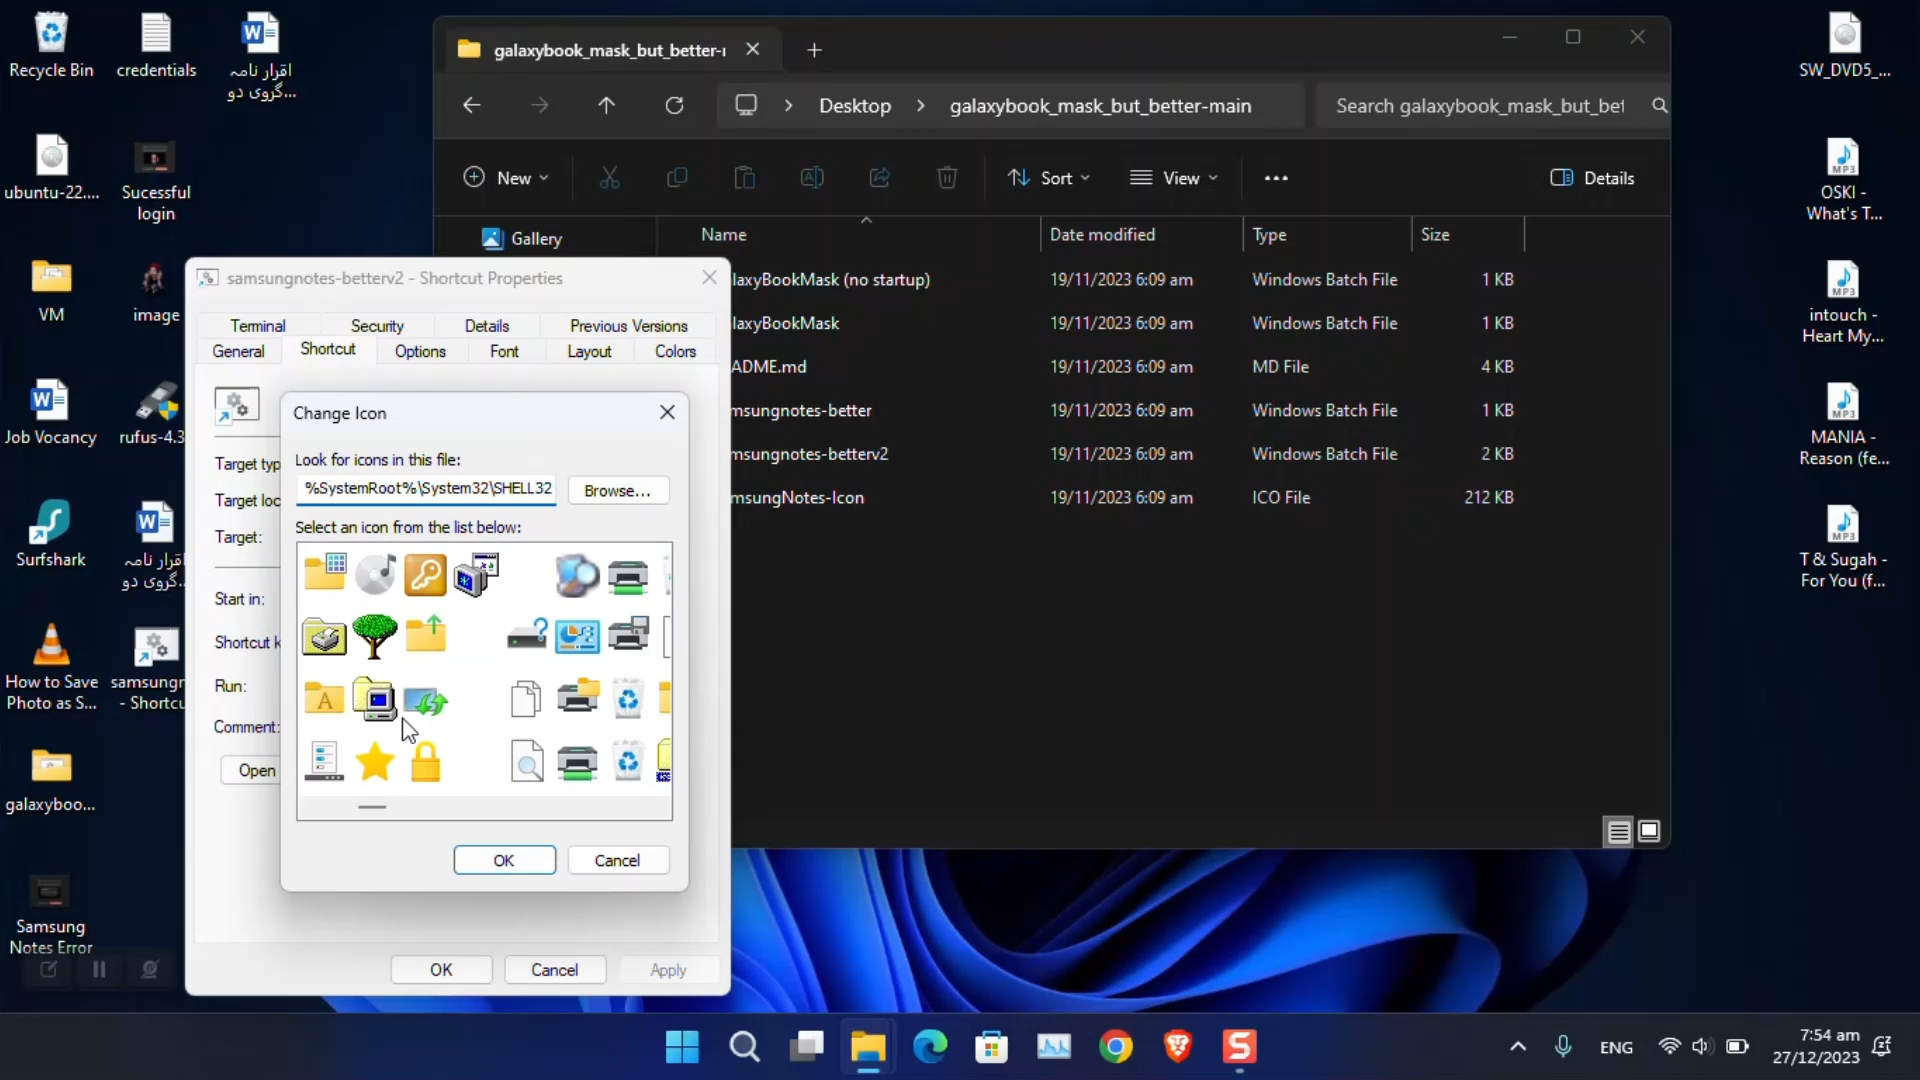 Recycle Bin
credentials
اقرار نامہ
گروی دو...
ubuntu-22....
Sucessful
login
VM
image
Job Vocancy
rufus-4.3
Surfshark
اقرار نامہ
گروی دو...
How to Save
Photo as S...
samsungn
- Shortcu
galaxyboo...
Samsung
Notes Error
galaxybook_mask_but_better-r
Desktop
galaxybook_mask_but_better-main
Search galaxybook_mask_but_bet
New
Sort
View
Details
Gallery
Name
Date modified
Type
Size
laxyBookMask (no startup)
19/11/2023 6:09 am
Windows Batch File
1 KB
laxyBookMask
19/11/2023 6:09 am
Windows Batch File
1 KB
ADME.md
19/11/2023 6:09 am
MD File
4 KB
msungnotes-better
19/11/2023 6:09 am
Windows Batch File
1 KB
msungnotes-betterv2
19/11/2023 6:09 am
Windows Batch File
2 KB
msungNotes-Icon
19/11/2023 6:09 am
ICO File
212 KB
samsungnotes-betterv2 - Shortcut Properties
Terminal
Security
Details
Previous Versions
General
Shortcut
Options
Font
Layout
Colors
Target typ
Target loc
Target:
Start in:
Shortcut k
Run:
Comment:
Open
Change Icon
Look for icons in this file:
%SystemRoot%\System32\SHELL32
Browse...
Select an icon from the list below:
OK
Cancel
OK
Cancel
Apply
SW_DVD5_...
OSKI -
What's T...
intouch -
Heart My...
MANIA -
Reason (fe...
T & Sugah -
For You (f...
ENG
7:54 am
27/12/2023